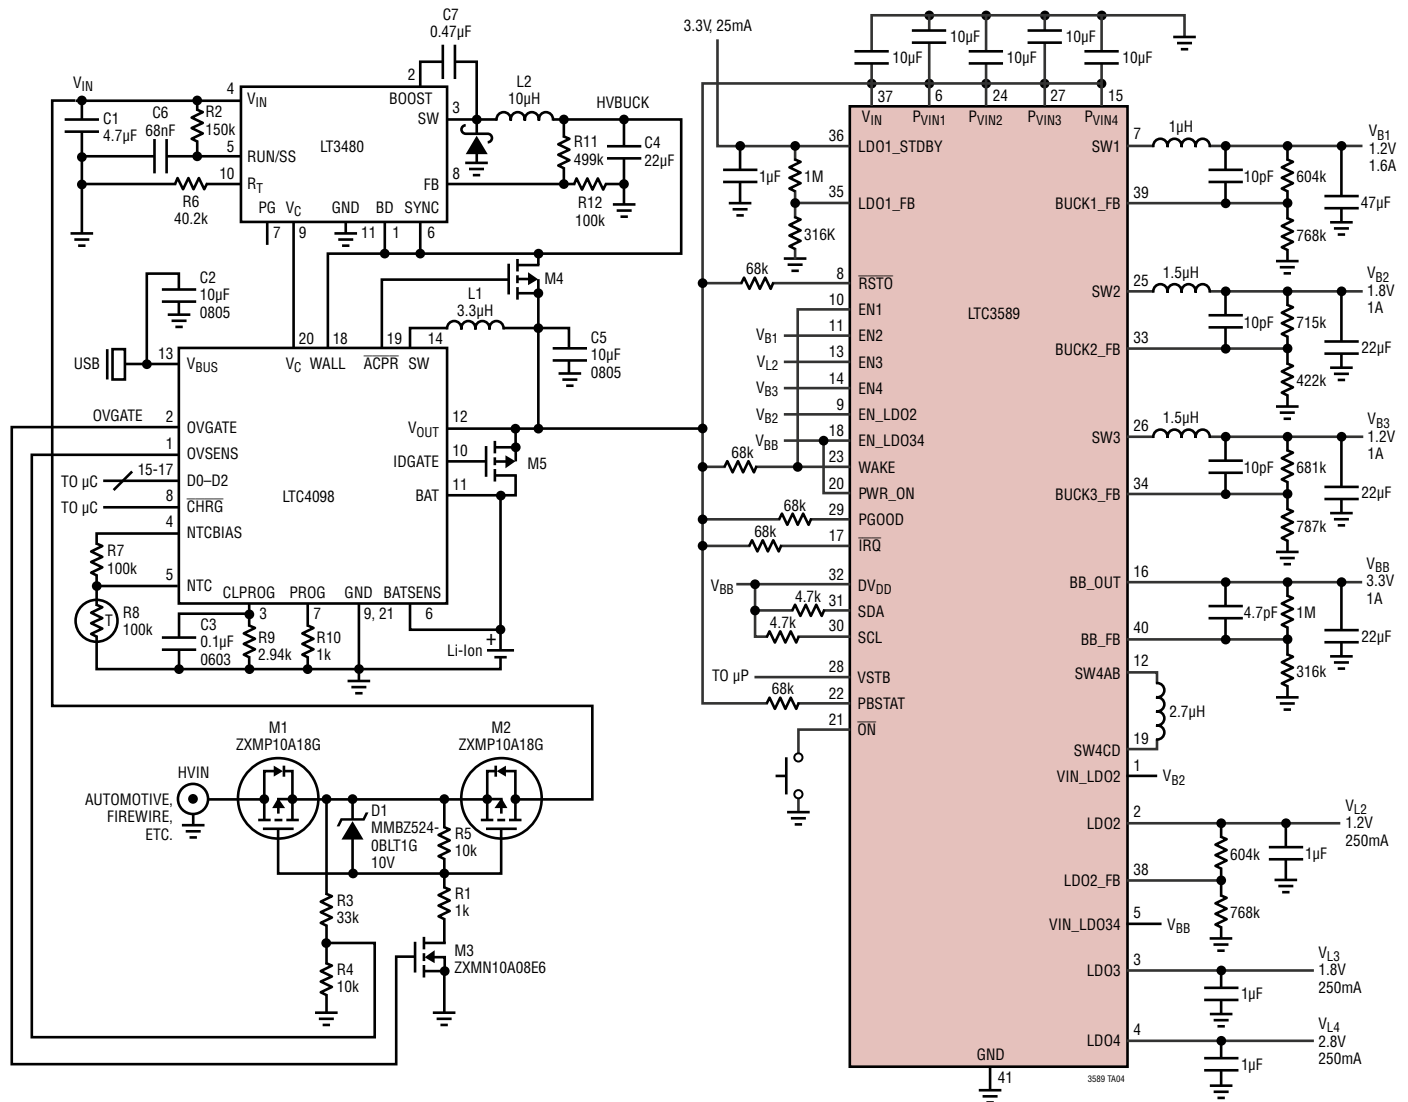 C7
0.47µF
VIN
C1
4.7µF
C6
68nF
R2
150k
4
VIN
5
RUN/SS
10
RT
R6
40.2k
LT3480
2
BOOST
3
SW
8
FB
PG
VC
GND
BD
SYNC
7
9
11
1
6
L2
10µH
HVBUCK
R11
499k
C4
22µF
R12
100k
M4
C2
10µF
0805
L1
3.3µH
C5
10µF
0805
USB
20
18
19
14
VC
WALL
ACPR
SW
13
VBUS
OVGATE
2
OVGATE
1
OVSENS
TO µC
15-17
D0–D2
TO µC
8
CHRG
4
NTCBIAS
5
NTC
LTC4098
12
VOUT
10
IDGATE
11
BAT
M5
CLPROG
PROG
GND
BATSENS
3
7
9, 21
6
R7
100k
T
R8
100k
C3
0.1µF
0603
R9
2.94k
R10
1k
+
Li-Ion
M1
ZXMP10A18G
M2
ZXMP10A18G
HVIN
AUTOMOTIVE,
FIREWIRE,
ETC.
D1
MMBZ524-
0BLT1G
10V
R5
10k
R3
33k
R1
1k
R4
10k
M3
ZXMN10A08E6
3.3V, 25mA
10µF
10µF
10µF
10µF
10µF
37
6
24
27
15
VIN
PVIN1
PVIN2
PVIN3
PVIN4
LTC3589
1µF
1M
316K
36
LDO1_STDBY
35
LDO1_FB
68k
8
RSTO
10
EN1
VB1
11
EN2
VL2
13
EN3
VB3
14
EN4
VB2
9
EN_LDO2
VBB
18
EN_LDO34
68k
23
WAKE
20
PWR_ON
68k
29
PGOOD
68k
17
IRQ
VBB
32
DVDD
4.7k
31
SDA
4.7k
30
SCL
TO µP
28
VSTB
68k
22
PBSTAT
21
ON
GND
41
SW1
7
1µH
VB1
1.2V
1.6A
10pF
604k
BUCK1_FB
39
47µF
768k
SW2
25
1.5µH
VB2
1.8V
1A
10pF
715k
BUCK2_FB
33
22µF
422k
SW3
26
1.5µH
VB3
1.2V
1A
10pF
681k
BUCK3_FB
34
22µF
787k
BB_OUT
16
VBB
3.3V
1A
4.7pF
1M
BB_FB
40
22µF
316k
SW4AB
12
2.7µH
SW4CD
19
VIN_LDO2
1
VB2
LDO2
2
VL2
1.2V
250mA
604k
1µF
LDO2_FB
38
768k
VIN_LDO34
5
VBB
LDO3
3
VL3
1.8V
250mA
1µF
LDO4
4
VL4
2.8V
250mA
1µF
3589 TA04